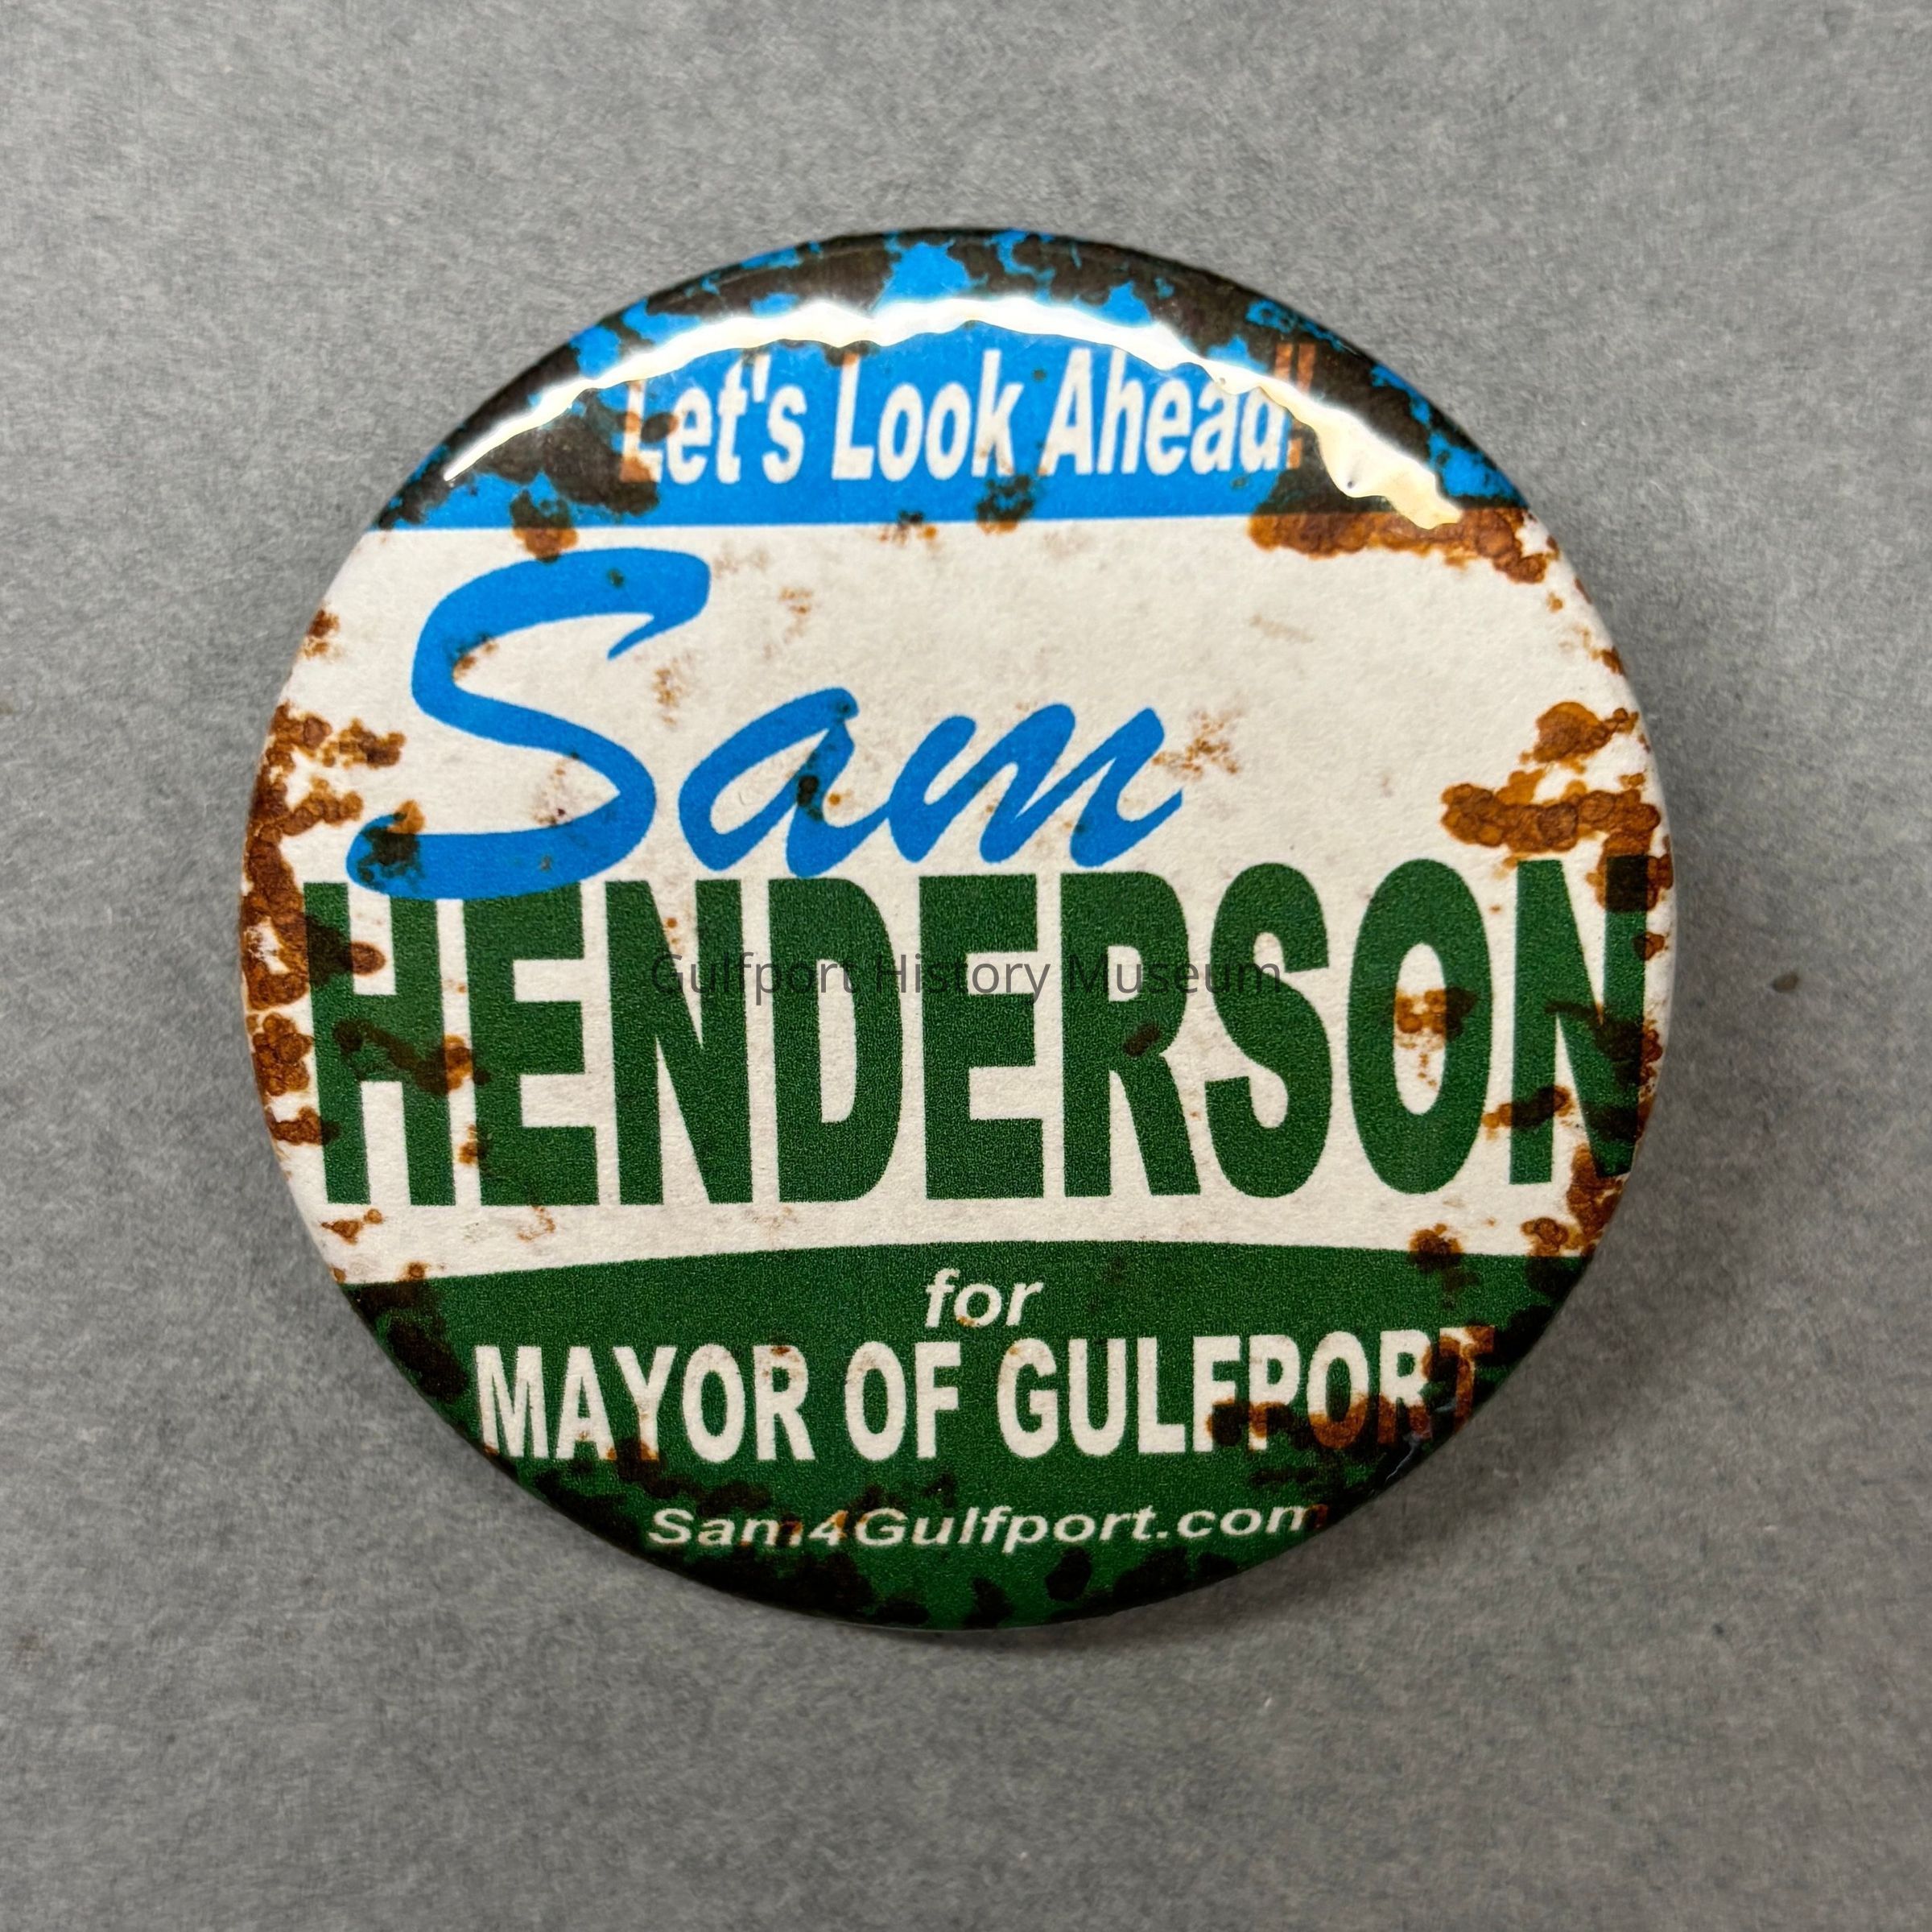 Let's Look Ahead!!
Sam
HENDERSON
Gulfport History Museum
for
MAYOR OF GULFPORT
Sam4Gulfport.com